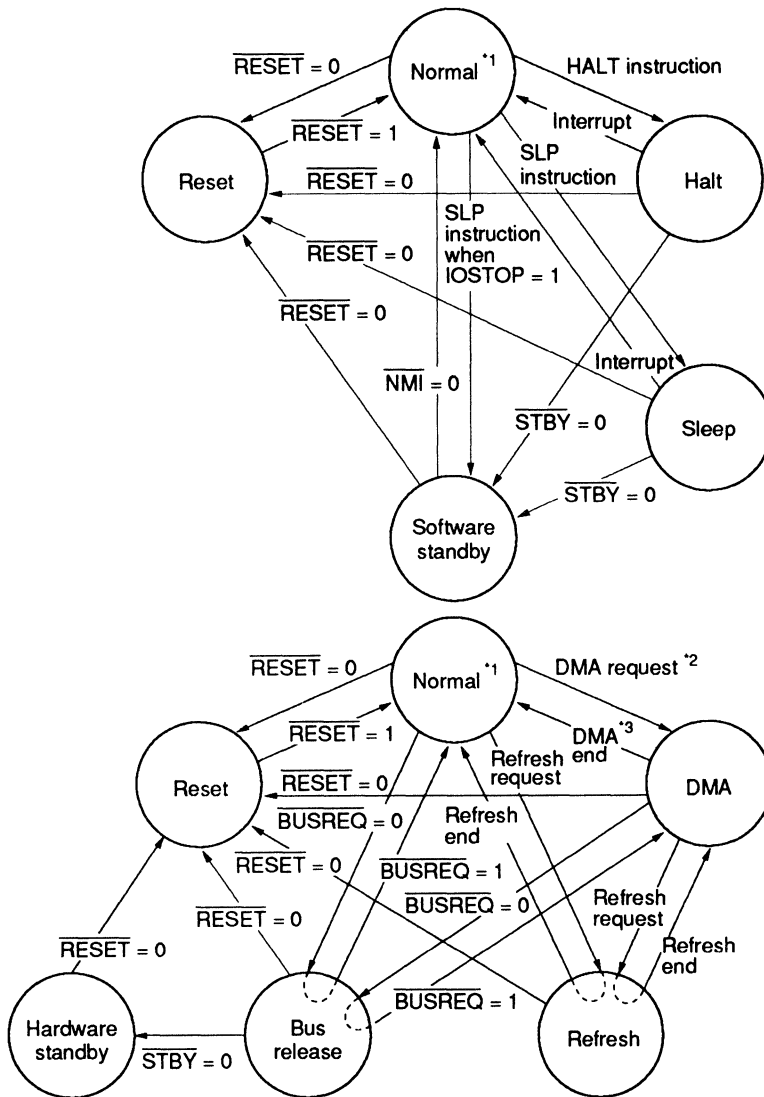 Normal *1
RESET = 0
HALT instruction
RESET = 1
Interrupt
SLP
instruction
Reset
RESET = 0
Halt
SLP
instruction
when
IOSTOP = 1
RESET = 0
RESET = 0
Interrupt
NMI = 0
STBY = 0
Sleep
STBY = 0
Software
standby
Normal *1
RESET = 0
DMA request *2
RESET = 1
DMA *3
end
Refresh
request
Reset
RESET = 0
DMA
BUSREQ = 0
Refresh
end
RESET = 0
BUSREQ = 1
BUSREQ = 0
Refresh
request
RESET = 0
Refresh
end
RESET = 0
BUSREQ = 1
Hardware
standby
Bus
release
Refresh
STBY = 0